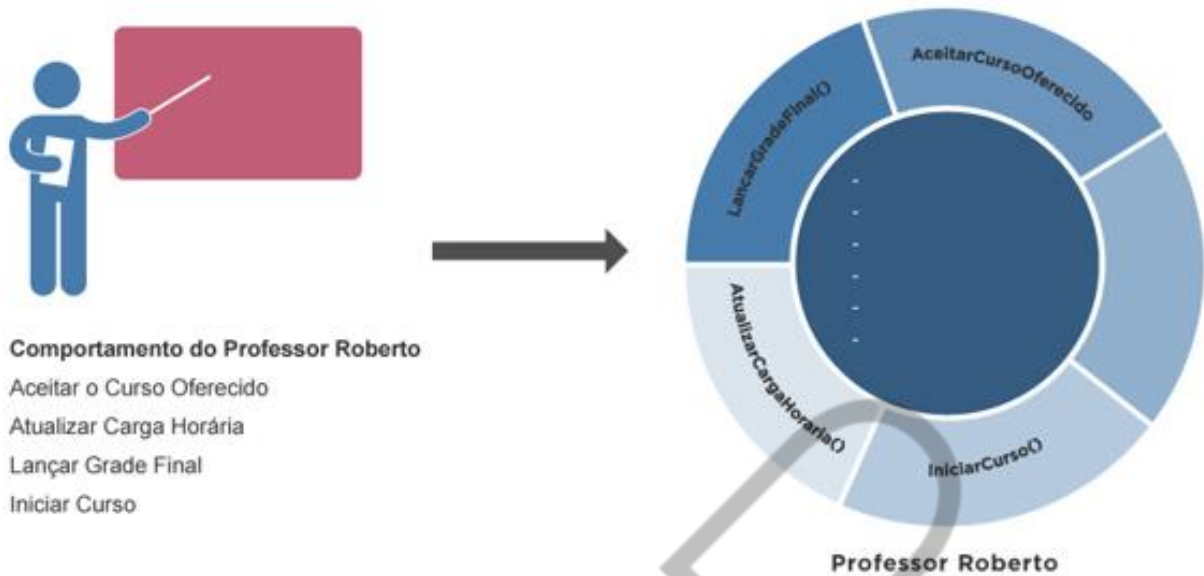 Comportamento do Professor Roberto
Aceitar o Curso Oferecido
Atualizar Carga Horária
Lançar Grade Final
Iniciar Curso
LancarGradeFinal()
AceitarCursoOferecido
AtualizarCargaHoraria()
IniciarCurso()
-
-
-
-
-
-
Professor Roberto